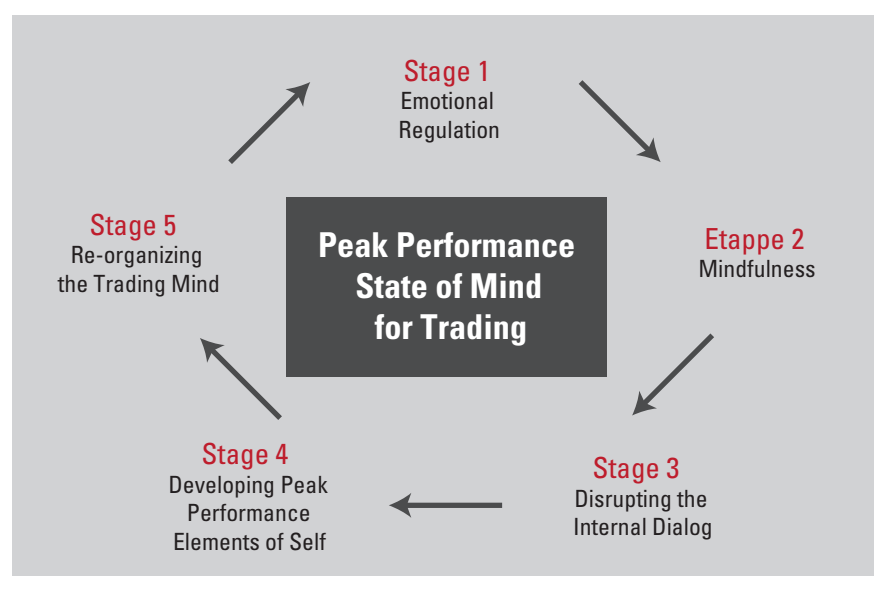 Stage 1
Emotional
Regulation
Etappe 2
Mindfulness
Stage 3
Disrupting the
Internal Dialog
Stage 4
Developing Peak
Performance
Elements of Self
Stage 5
Re-organizing
the Trading Mind
Peak Performance
State of Mind
for Trading